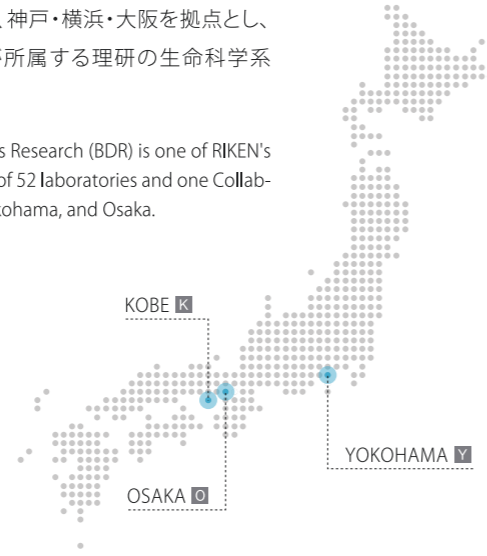 、神戸・横浜・大阪を拠点とし、
が所属する理研の生命科学系
s Research (BDR) is one of RIKEN's
of 52 laboratories and one Collab-
kohama, and Osaka.
KOBE K
YOKOHAMA Y
OSAKA O